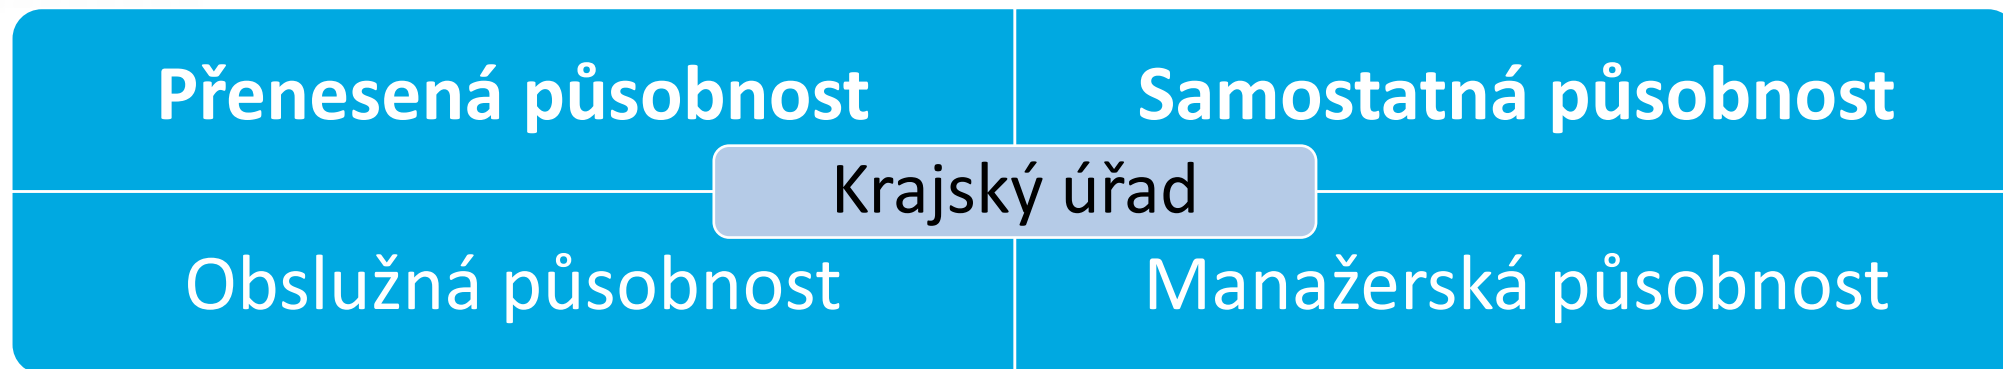 Přenesená působnost
Samostatná působnost
Krajský úřad
Obslužná působnost
Manažerská působnost